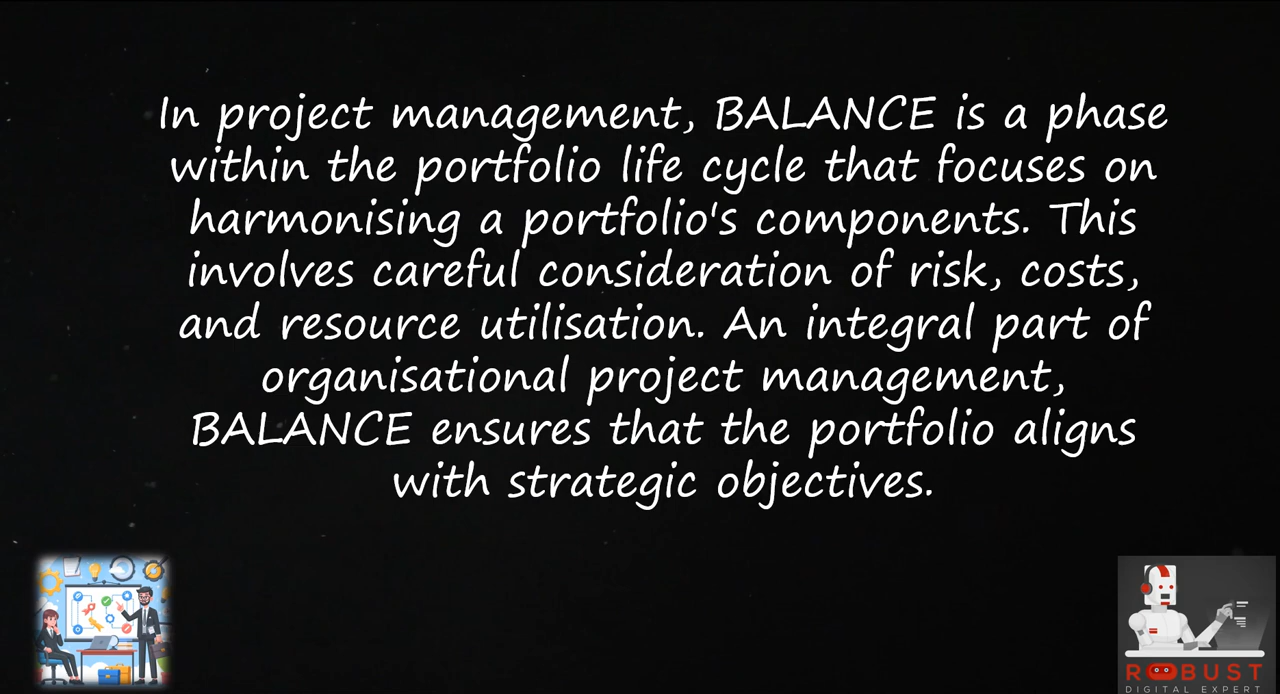 In project management, BALANCE is a phase
within the portfolio life cycle that focuses on
harmonising a portfolio's components. This
involves careful consideration of risk, costs,
and resource utilisation. An integral part of
organisational project management,
BALANCE ensures that the portfolio aligns
with strategic objectives.
ROBUST
DIGITAL EXPERT